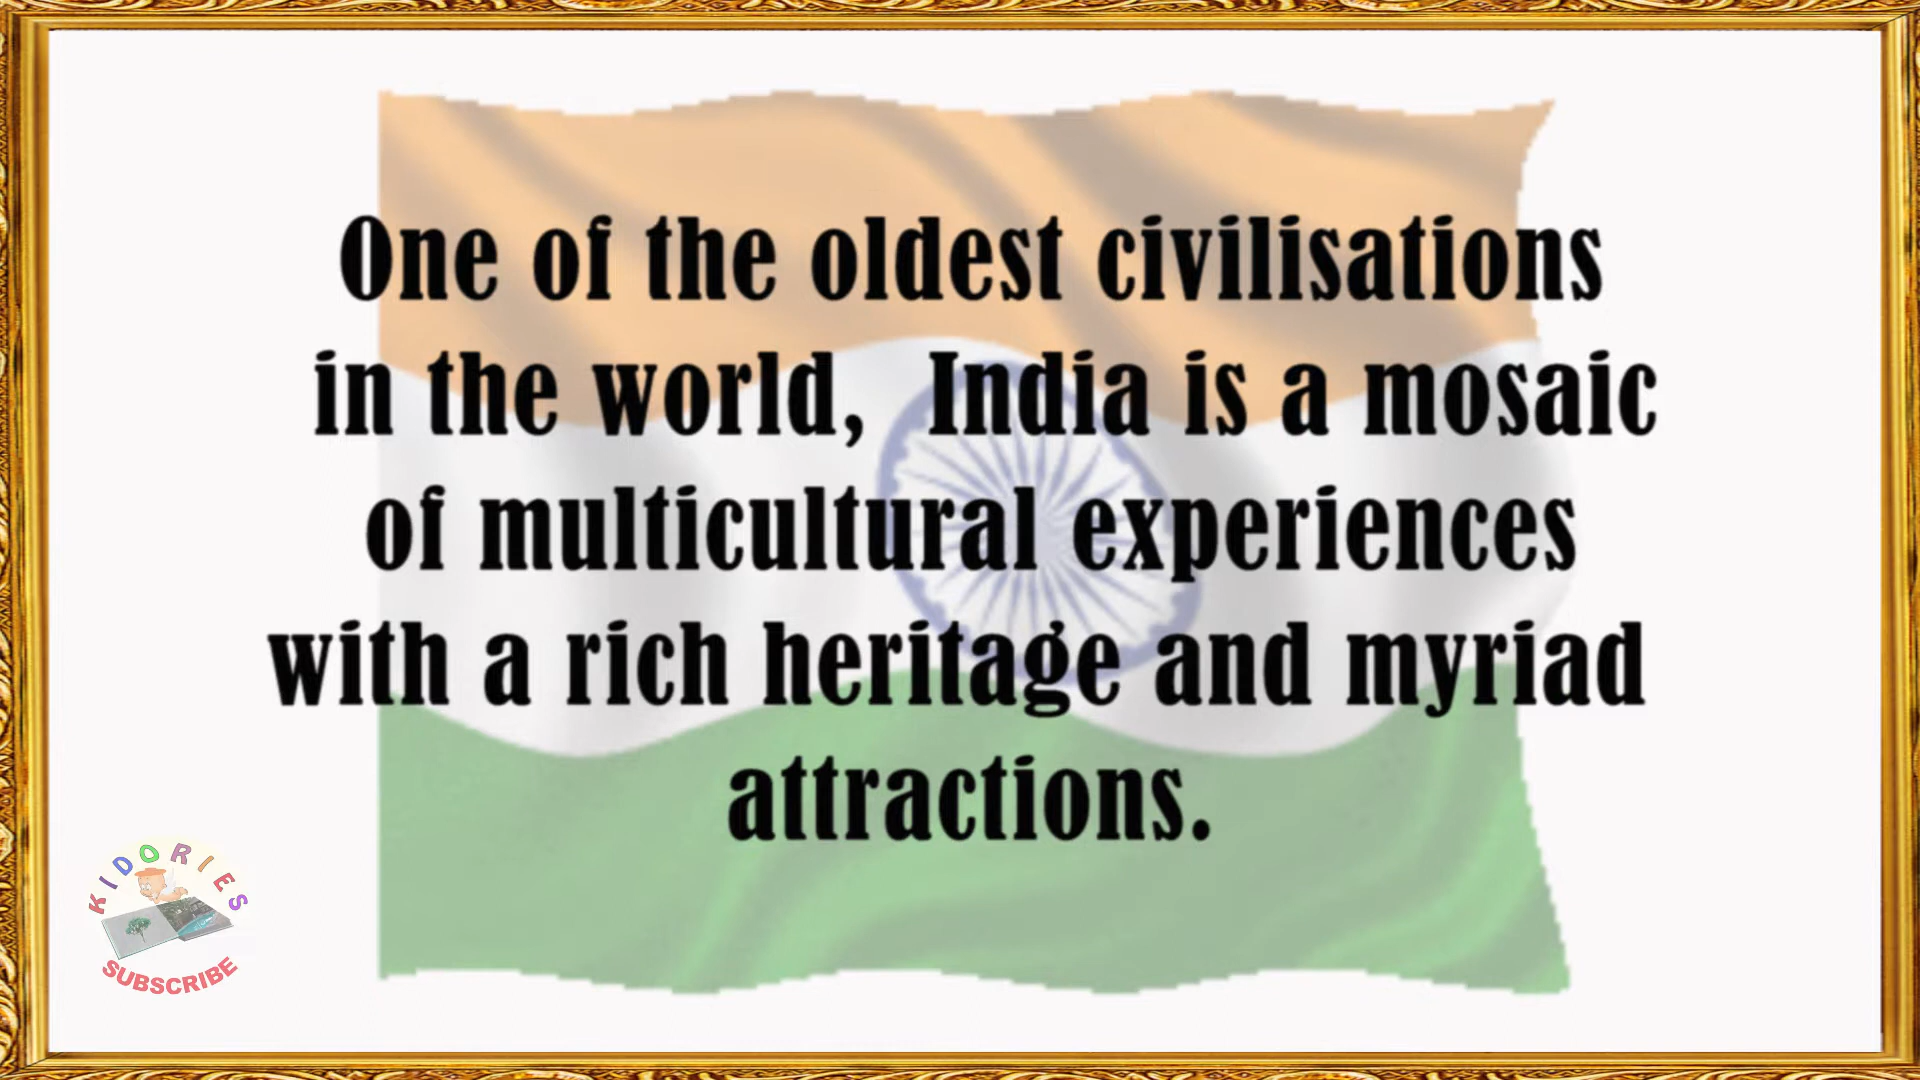 One of the oldest civilisations
in the world, India is a mosaic
of multicultural experiences
with a rich heritage and myriad
attractions.
KIDORIES
SUBSCRIBE